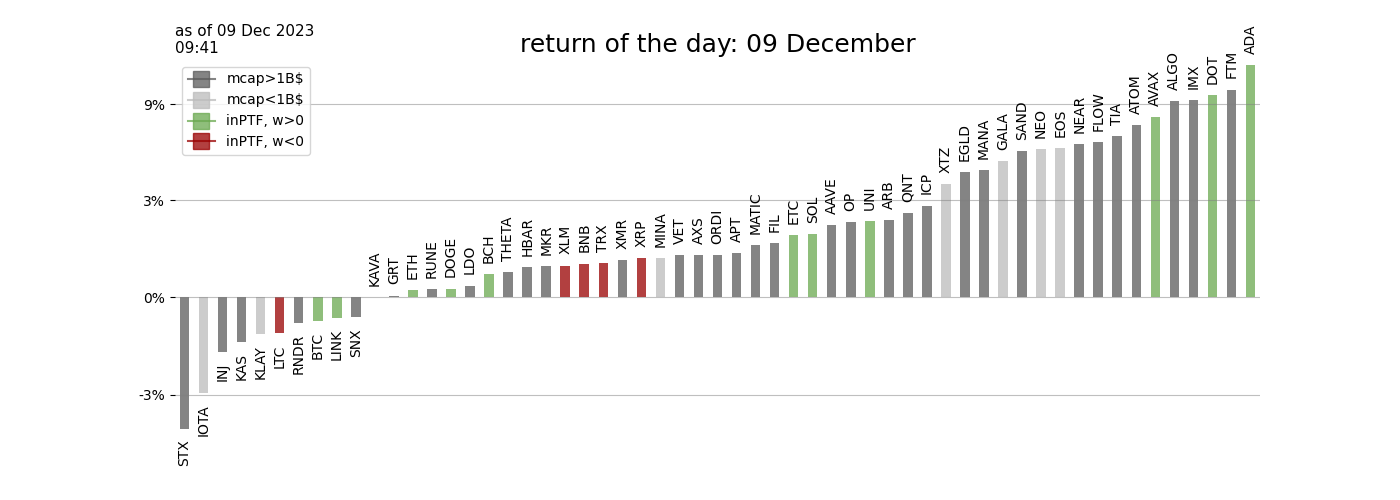 as of 09 Dec 2023
09:41
return of the day: 09 December
mcap>1B$
mcap<1B$
inPTF, w>0
inPTF, w<0
9%
3%
0%
-3%
STX
IOTA
INJ
KAS
KLAY
LTC
RNDR
BTC
LINK
SNX
KAVA
GRT
ETH
RUNE
DOGE
LDO
BCH
THETA
HBAR
MKR
XLM
BNB
TRX
XMR
XRP
MINA
VET
AXS
ORDI
APT
MATIC
FIL
ETC
SOL
AAVE
OP
UNI
ARB
QNT
ICP
XTZ
EGLD
MANA
GALA
SAND
NEO
EOS
NEAR
FLOW
TIA
ATOM
AVAX
ALGO
IMX
DOT
FTM
ADA